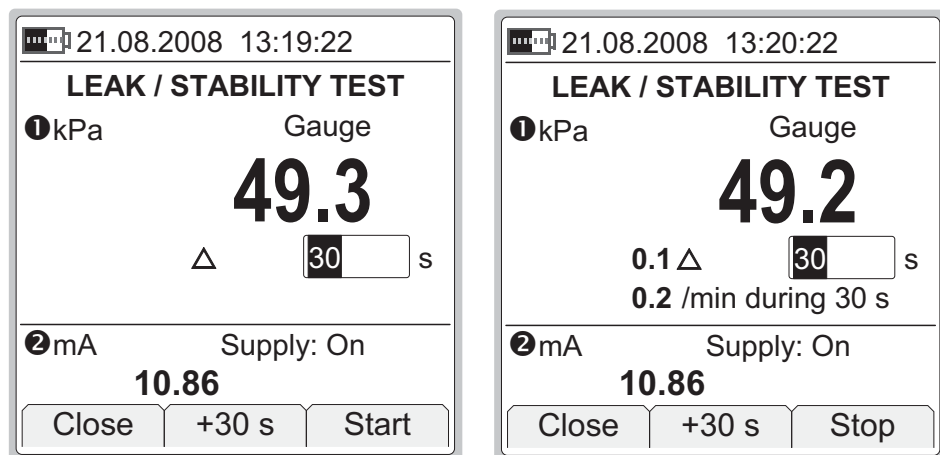 21.08.2008 13:19:22
LEAK / STABILITY TEST
❶kPa Gauge
49.3
△ 30 s
❷mA Supply: On
10.86
Close +30 s Start
21.08.2008 13:20:22
LEAK / STABILITY TEST
❶kPa Gauge
49.2
0.1 △ 30 s
0.2 /min during 30 s
❷mA Supply: On
10.86
Close +30 s Stop